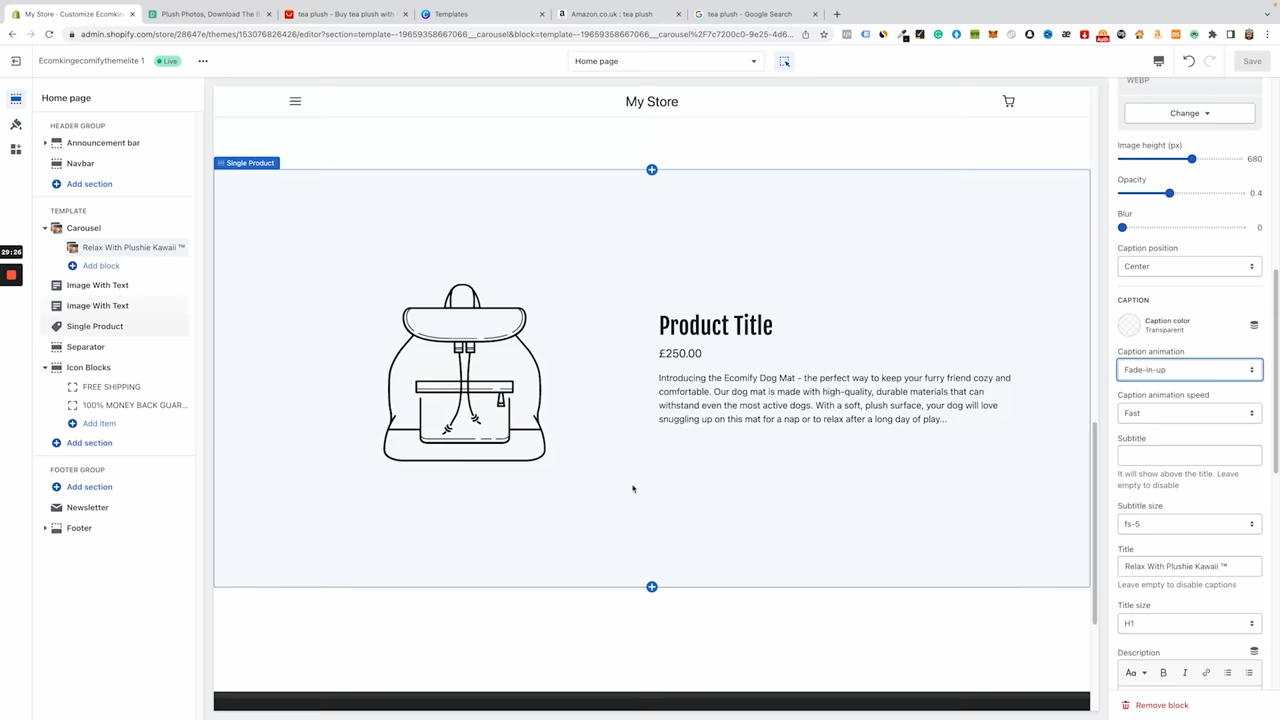 My Store - Customize Ecomkin
Plush Photos, Download The B
tea plush - Buy tea plush with
Templates
Amazon.co.uk : tea plush
tea plush - Google Search
admin.shopify.com/store/28647e/themes/153076826426/editor?section=template--19659358667066__carousel&block=template--19659358667066__carousel%2F7c7200c0-9e25-4d6...
Ecomkingecomifythemelite 1
Live
Home page
Save
Home page
HEADER GROUP
Announcement bar
Navbar
Add section
TEMPLATE
Carousel
Relax With Plushie Kawaii ™
Add block
Image With Text
Image With Text
Single Product
Separator
Icon Blocks
FREE SHIPPING
100% MONEY BACK GUAR...
Add Item
Add section
FOOTER GROUP
Add section
Newsletter
Footer
29:26
My Store
Single Product
Product Title
£250.00
Introducing the Ecomify Dog Mat - the perfect way to keep your furry friend cozy and
comfortable. Our dog mat is made with high-quality, durable materials that can
withstand even the most active dogs. With a soft, plush surface, your dog will love
snuggling up on this mat for a nap or to relax after a long day of play...
WEBP
Change
Image height (px)
680
Opacity
0.4
Blur
0
Caption position
Center
CAPTION
Caption color
Transparent
Caption animation
Fade-in-up
Caption animation speed
Fast
Subtitle
It will show above the title. Leave
empty to disable
Subtitle size
fs-5
Title
Relax With Plushie Kawaii ™
Leave empty to disable captions
Title size
H1
Description
Aa
B
I
Remove block